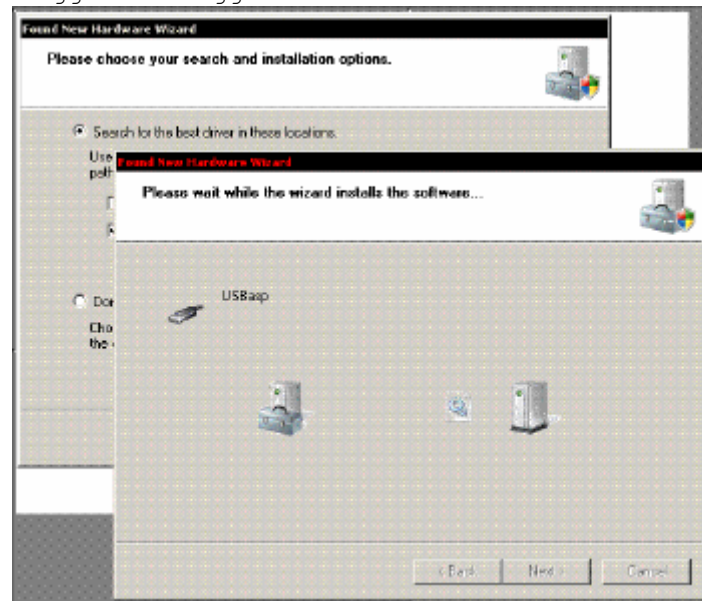 Found New Hardware Wizard
Please choose your search and installation options.
Search for the best driver in these locations.
Use
path
Found New Hardware Wizard
Please wait while the wizard installs the software...
USBasp
Don
Cho
the
< Back
Next >
Cancel